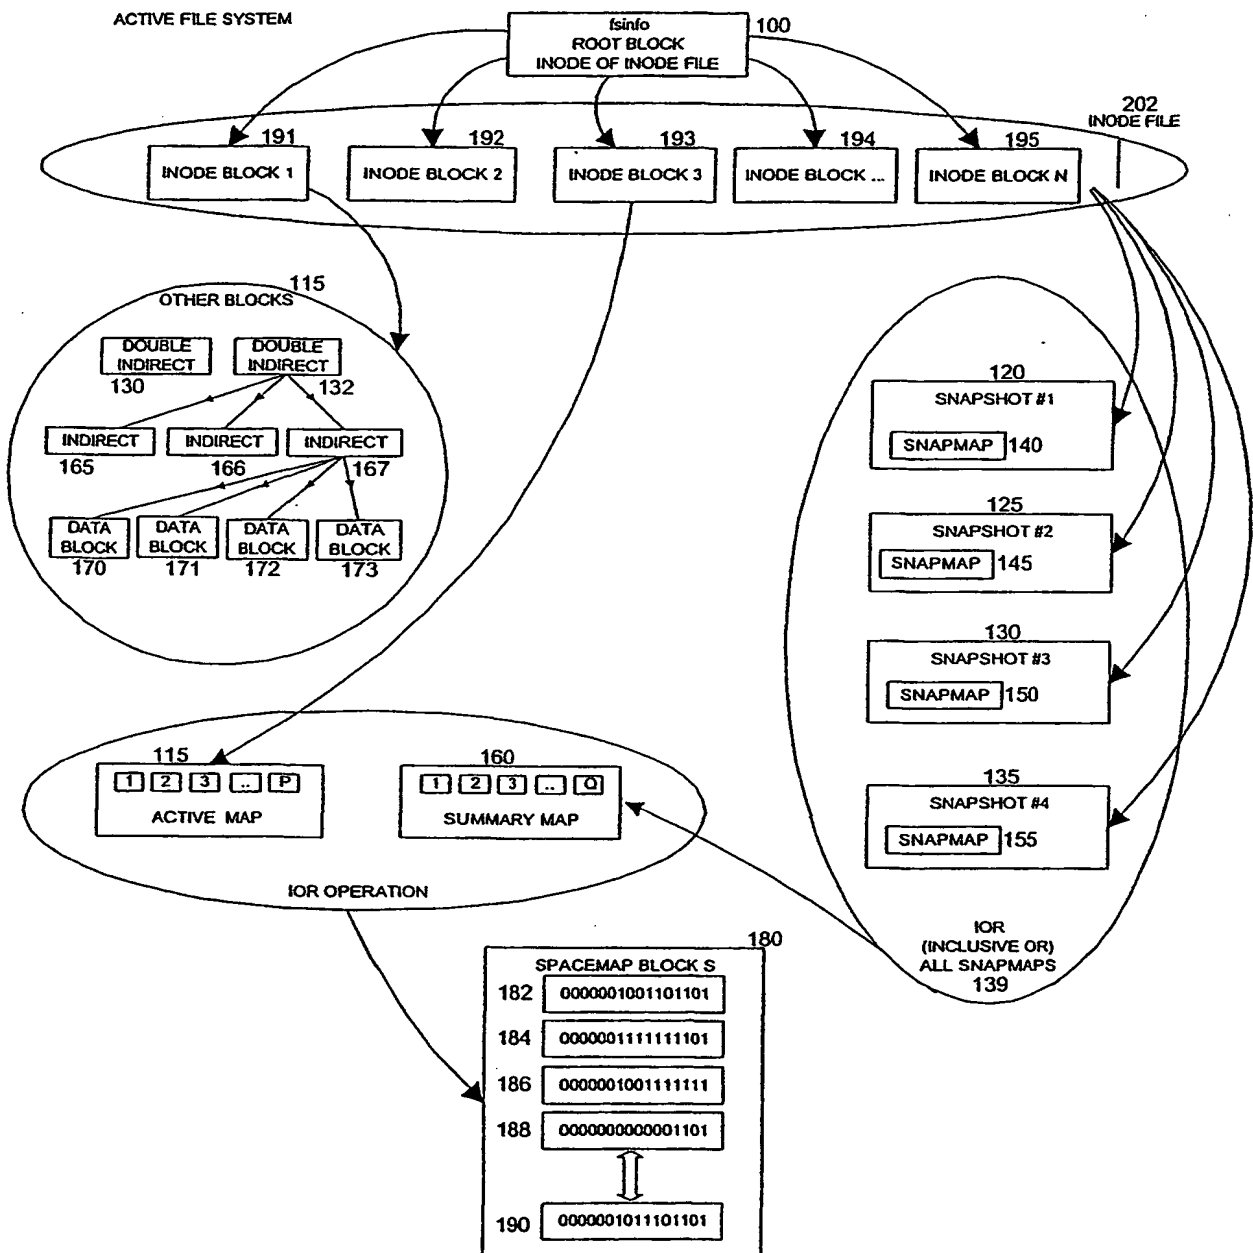 ACTIVE FILE SYSTEM
fsinfo
ROOT BLOCK
INODE OF INODE FILE
100
202
INODE FILE
191
INODE BLOCK 1
192
INODE BLOCK 2
193
INODE BLOCK 3
194
INODE BLOCK ...
195
INODE BLOCK N
115
OTHER BLOCKS
DOUBLE
INDIRECT
130
DOUBLE
INDIRECT
132
INDIRECT
165
INDIRECT
166
INDIRECT
167
DATA
BLOCK
170
DATA
BLOCK
171
DATA
BLOCK
172
DATA
BLOCK
173
120
SNAPSHOT #1
SNAPMAP 140
125
SNAPSHOT #2
SNAPMAP 145
130
SNAPSHOT #3
SNAPMAP 150
135
SNAPSHOT #4
SNAPMAP 155
IOR
(INCLUSIVE OR)
ALL SNAPMAPS
139
115
1 2 3 .. P
ACTIVE MAP
160
1 2 3 .. Q
SUMMARY MAP
IOR OPERATION
180
SPACEMAP BLOCK S
182 0000001001101101
184 0000001111111101
186 0000001001111111
188 0000000000001101
190 0000001011101101